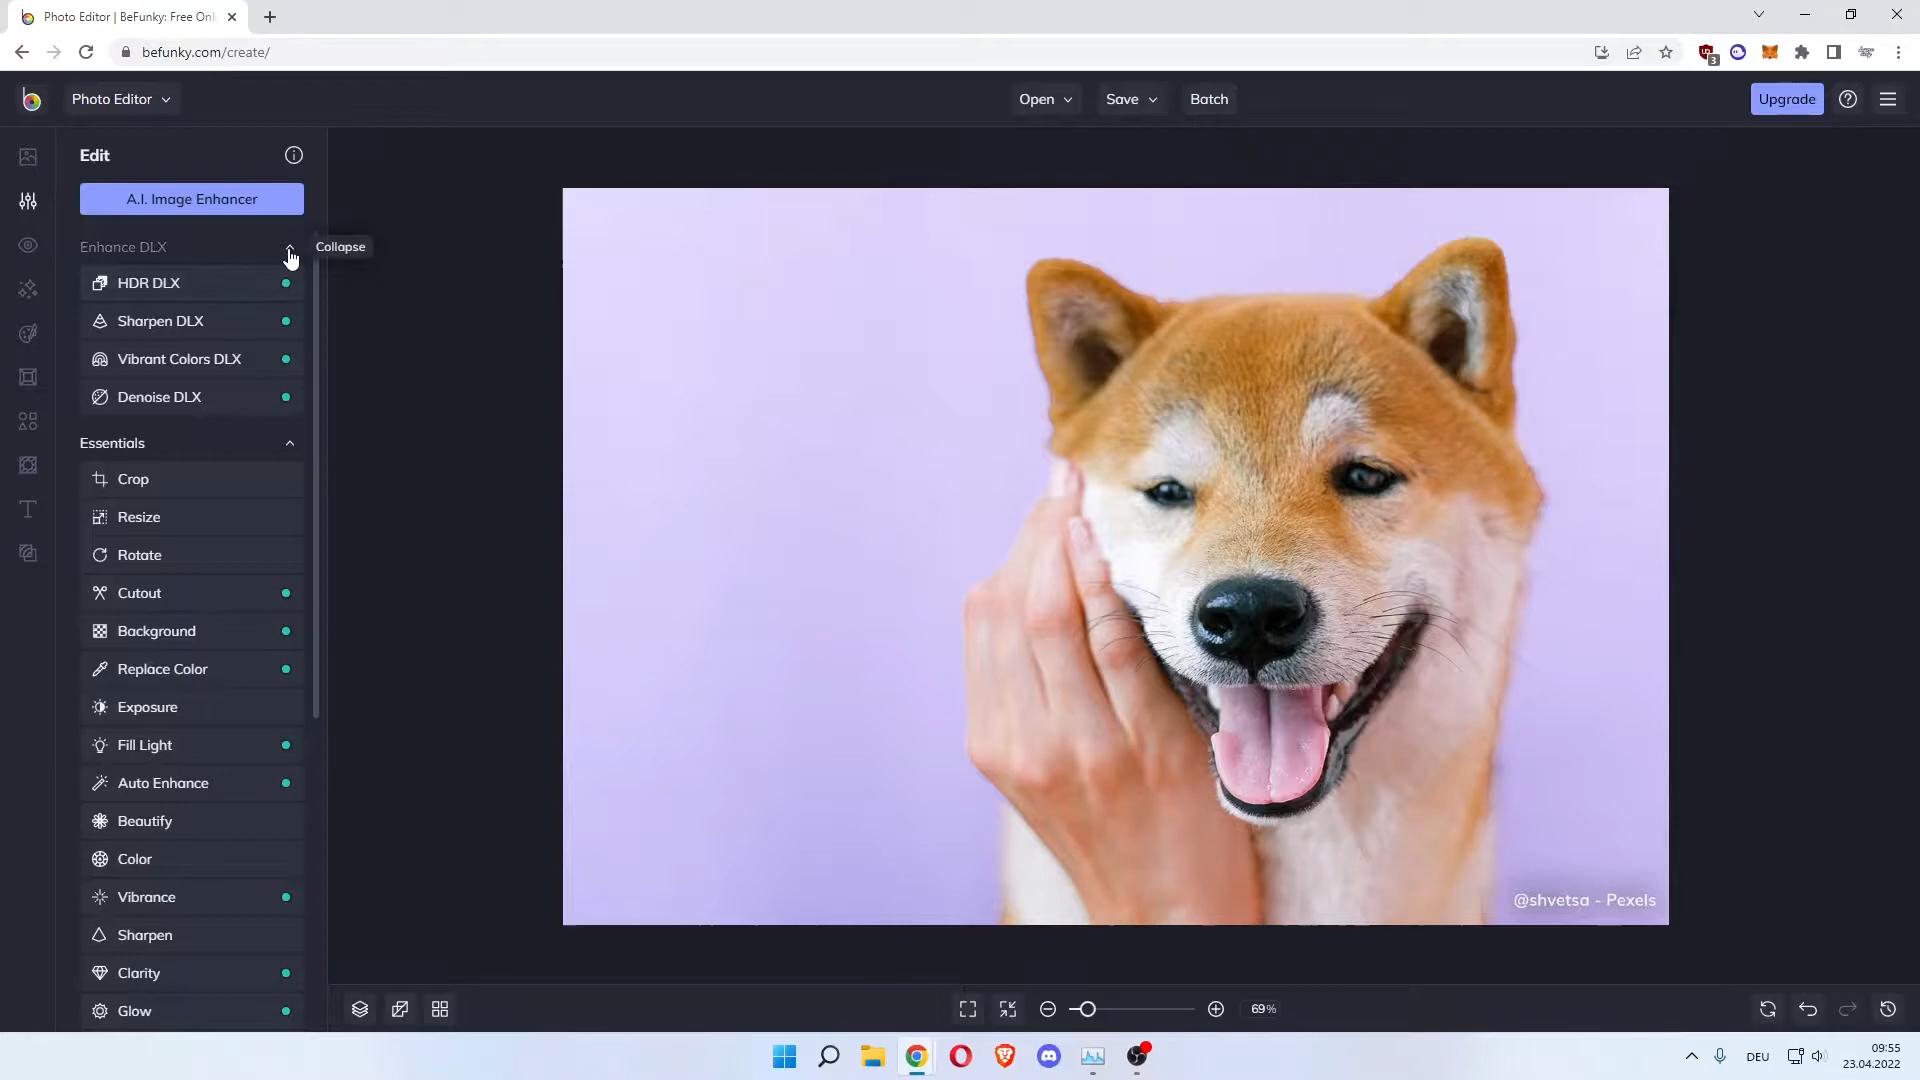 Photo Editor | BeFunky: Free Onl
befunky.com/create/
3
Photo Editor
Open
Save
Batch
Upgrade
Edit
A.I. Image Enhancer
Enhance DLX
Collapse
HDR DLX
Sharpen DLX
Vibrant Colors DLX
Denoise DLX
Essentials
Crop
Resize
Rotate
Cutout
Background
Replace Color
Exposure
Fill Light
Auto Enhance
Beautify
Color
Vibrance
Sharpen
Clarity
Glow
@shvetsa - Pexels
69%
DEU
09:55
23.04.2022